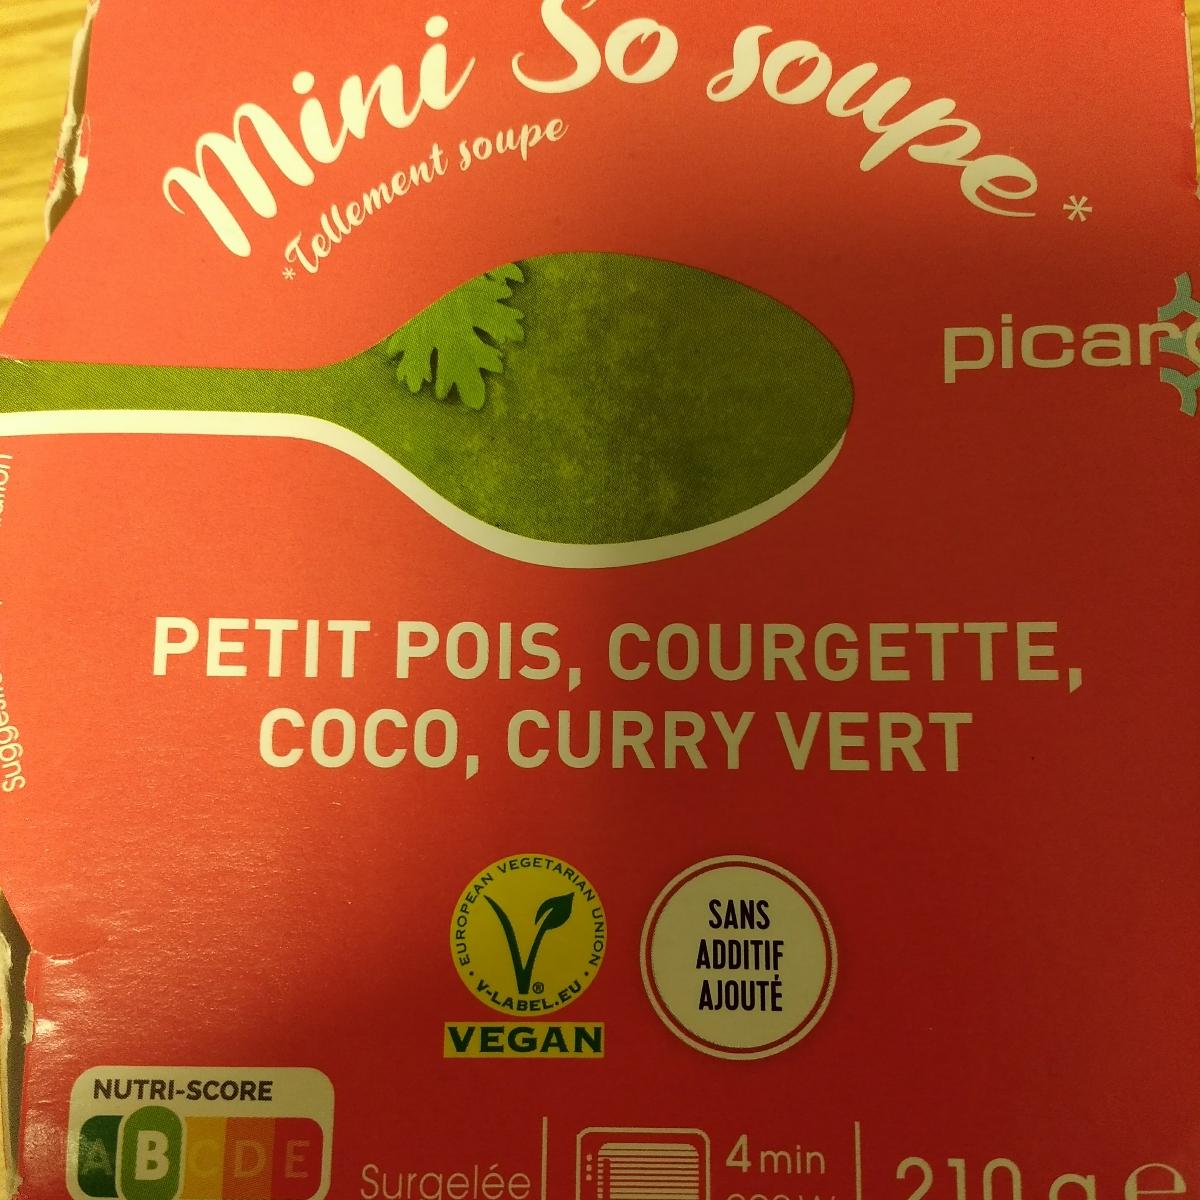 Mini So soupe*
*Tellement soupe
picard
PETIT POIS, COURGETTE,
COCO, CURRY VERT
EUROPEAN VEGETARIAN UNION
V-LABEL.EU
®
VEGAN
SANS
ADDITIF
AJOUTÉ
NUTRI-SCORE
A B C D E
Surgelée
4 min
210 g e